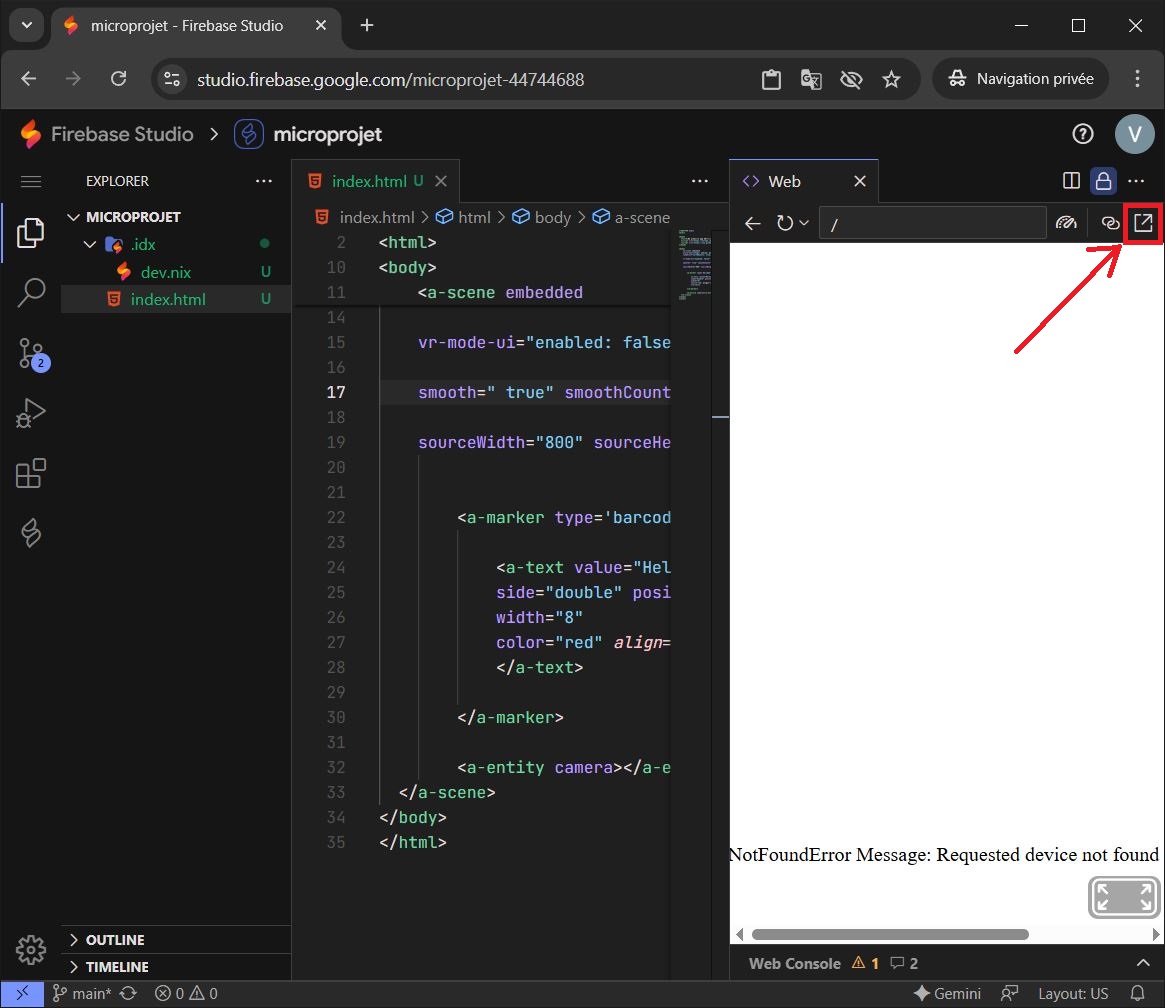 microprojet - Firebase Studio
studio.firebase.google.com/microprojet-44744688
Navigation privée
Firebase Studio
microprojet
V
EXPLORER
MICROPROJET
.idx
dev.nix U
index.html U
2
OUTLINE
TIMELINE
index.html U
index.html > html > body > a-scene
2 <html>
10 <body>
11 <a-scene embedded
14
15 vr-mode-ui="enabled: false
16
17 smooth=" true" smoothCount
18
19 sourceWidth="800" sourceHe
20
21
22 <a-marker type='barcod
23
24 <a-text value="Hel
25 side="double" posi
26 width="8"
27 color="red" align=
28 </a-text>
29
30 </a-marker>
31
32 <a-entity camera></a-e
33 </a-scene>
34 </body>
35 </html>
Web
/
NotFoundError Message: Requested device not found
Web Console 1 2
main* 0 0
Gemini
Layout: US